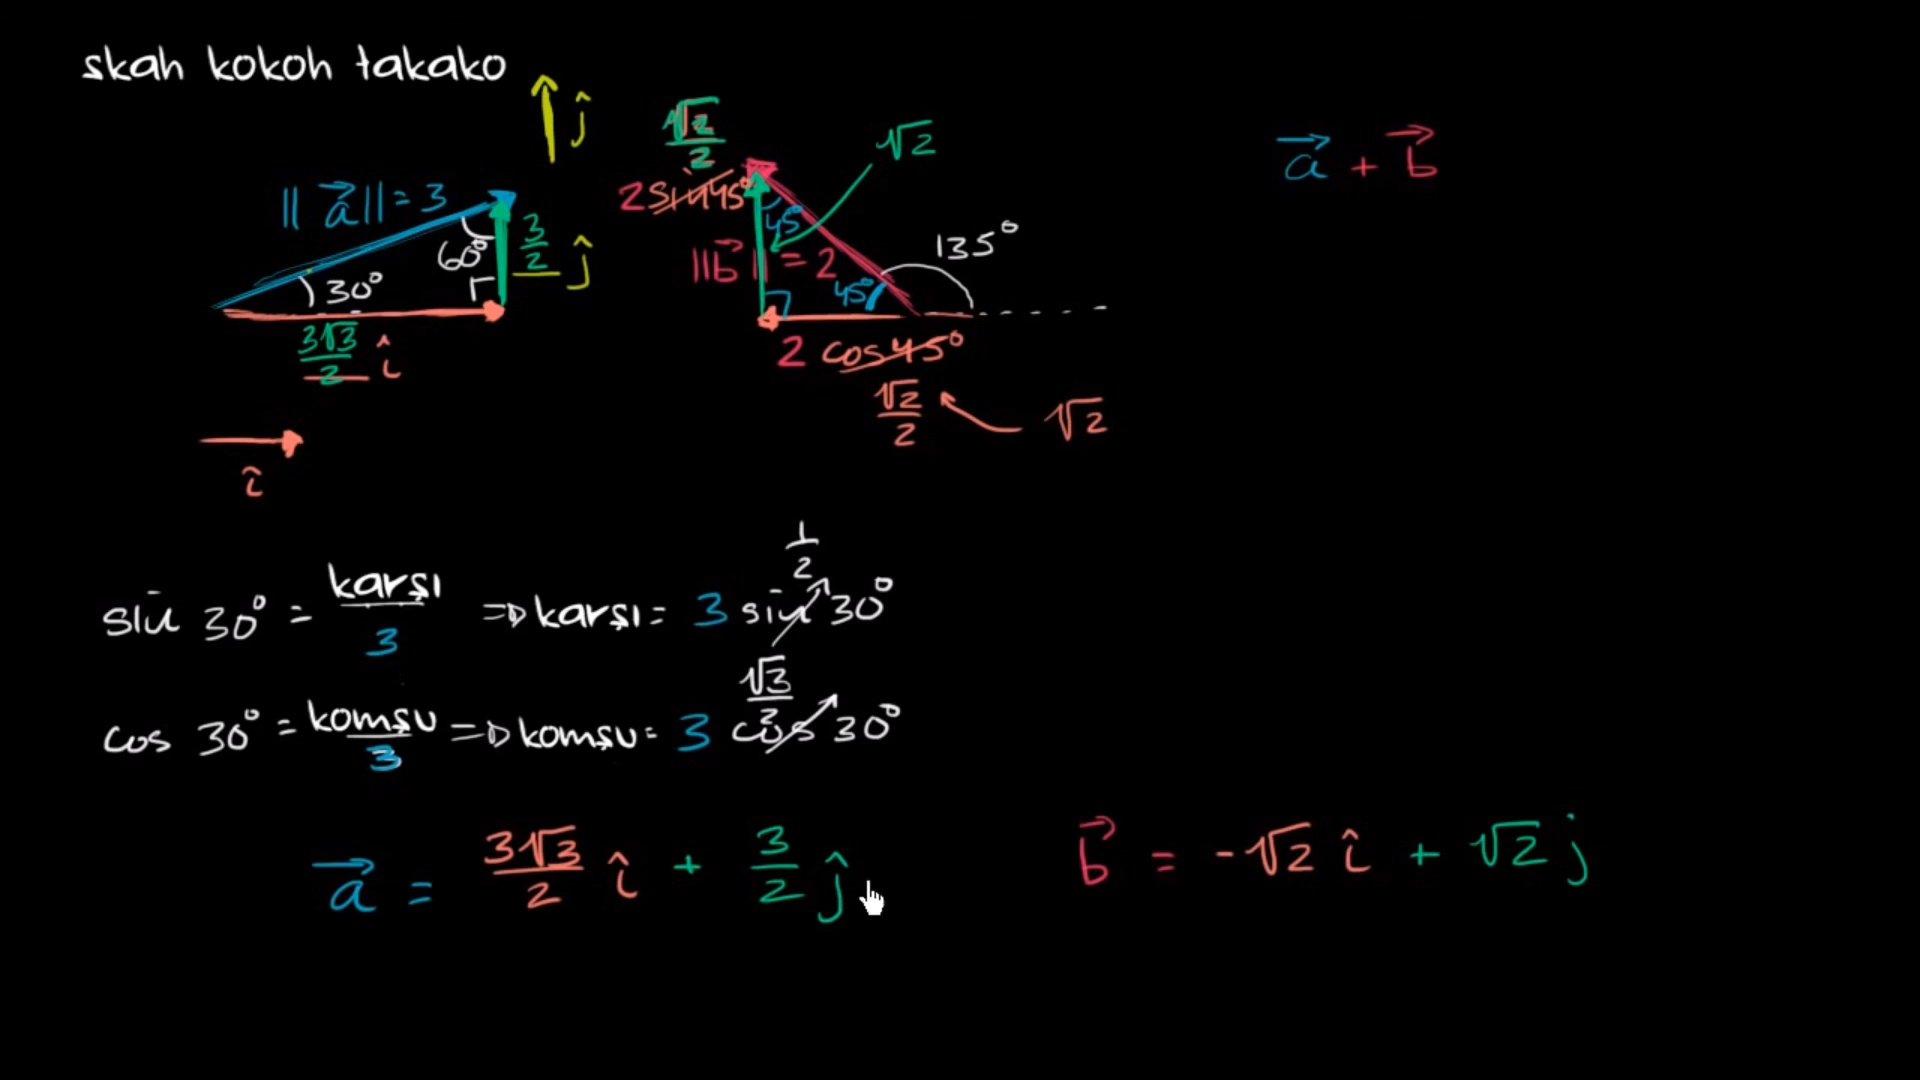 skah kokoh takako
ĵ
√2/2
√2
a⃗ + b⃗
2 sin45°
||a⃗|| = 3
45°
60°
3/2 ĵ
135°
||b⃗|| = 2
30°
45°
3√3/2 î
2 cos45°
√2/2
√2
î
1/2
sin 30° = karşı/3 ⇒ karşı = 3 sin 30°
√3/2
cos 30° = komşu/3 ⇒ komşu = 3 cos 30°
a⃗ = 3√3/2 î + 3/2 ĵ
b⃗ = -√2 î + √2 j